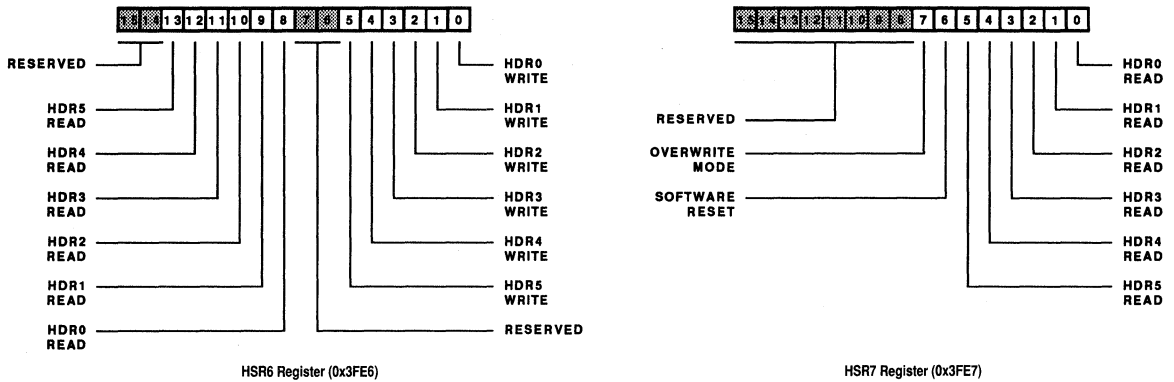 15 14 13 12 11 10 9 8 7 6 5 4 3 2 1 0
RESERVED
HDR5
READ
HDR4
READ
HDR3
READ
HDR2
READ
HDR1
READ
HDR0
READ
HDR0
WRITE
HDR1
WRITE
HDR2
WRITE
HDR3
WRITE
HDR4
WRITE
HDR5
WRITE
RESERVED
HSR6 Register (0x3FE6)
15 14 13 12 11 10 9 8 7 6 5 4 3 2 1 0
RESERVED
OVERWRITE
MODE
SOFTWARE
RESET
HDR0
READ
HDR1
READ
HDR2
READ
HDR3
READ
HDR4
READ
HDR5
READ
HSR7 Register (0x3FE7)